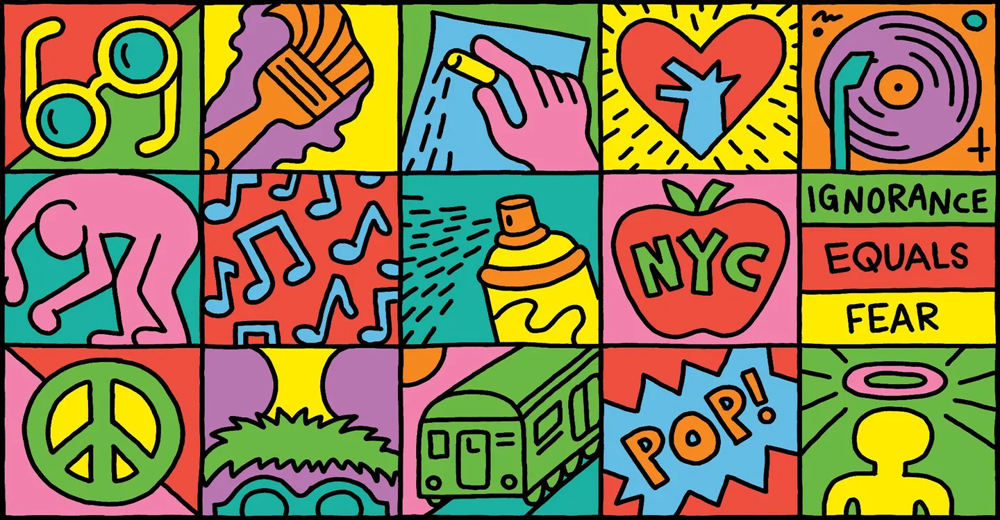 NYC
IGNORANCE
EQUALS
FEAR
L
POP!